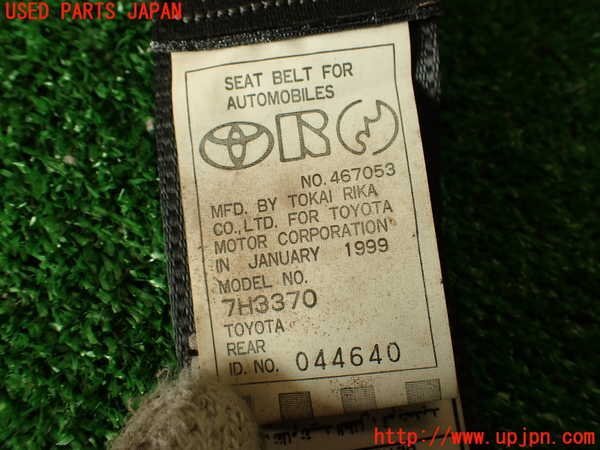 USED PARTS JAPAN
SEAT BELT FOR
AUTOMOBILES
NO. 467053
MFD. BY TOKAI RIKA
CO., LTD. FOR TOYOTA
MOTOR CORPORATION
IN JANUARY 1999
MODEL NO.
7H3370
TOYOTA
REAR
ID. NO. 044640
http://www.upjpn.com/